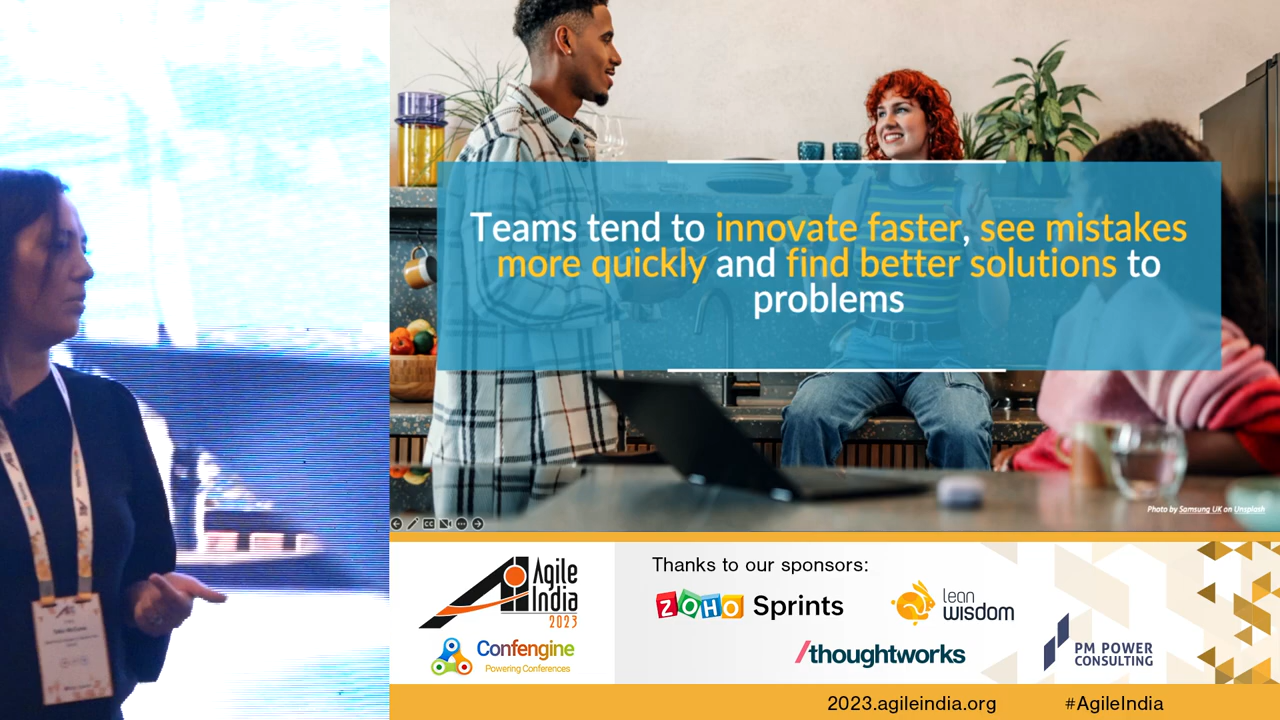 Teams tend to innovate faster, see mistakes
more quickly and find better solutions to
problems
Photo by Samsung UK on Unsplash
CC
Agile
India
2023
Confengine
Powering Conferences
Thanks to our sponsors:
ZOHO Sprints
lean
wisdom
/thoughtworks
PM POWER
CONSULTING
2023.agileindia.org
#AgileIndia